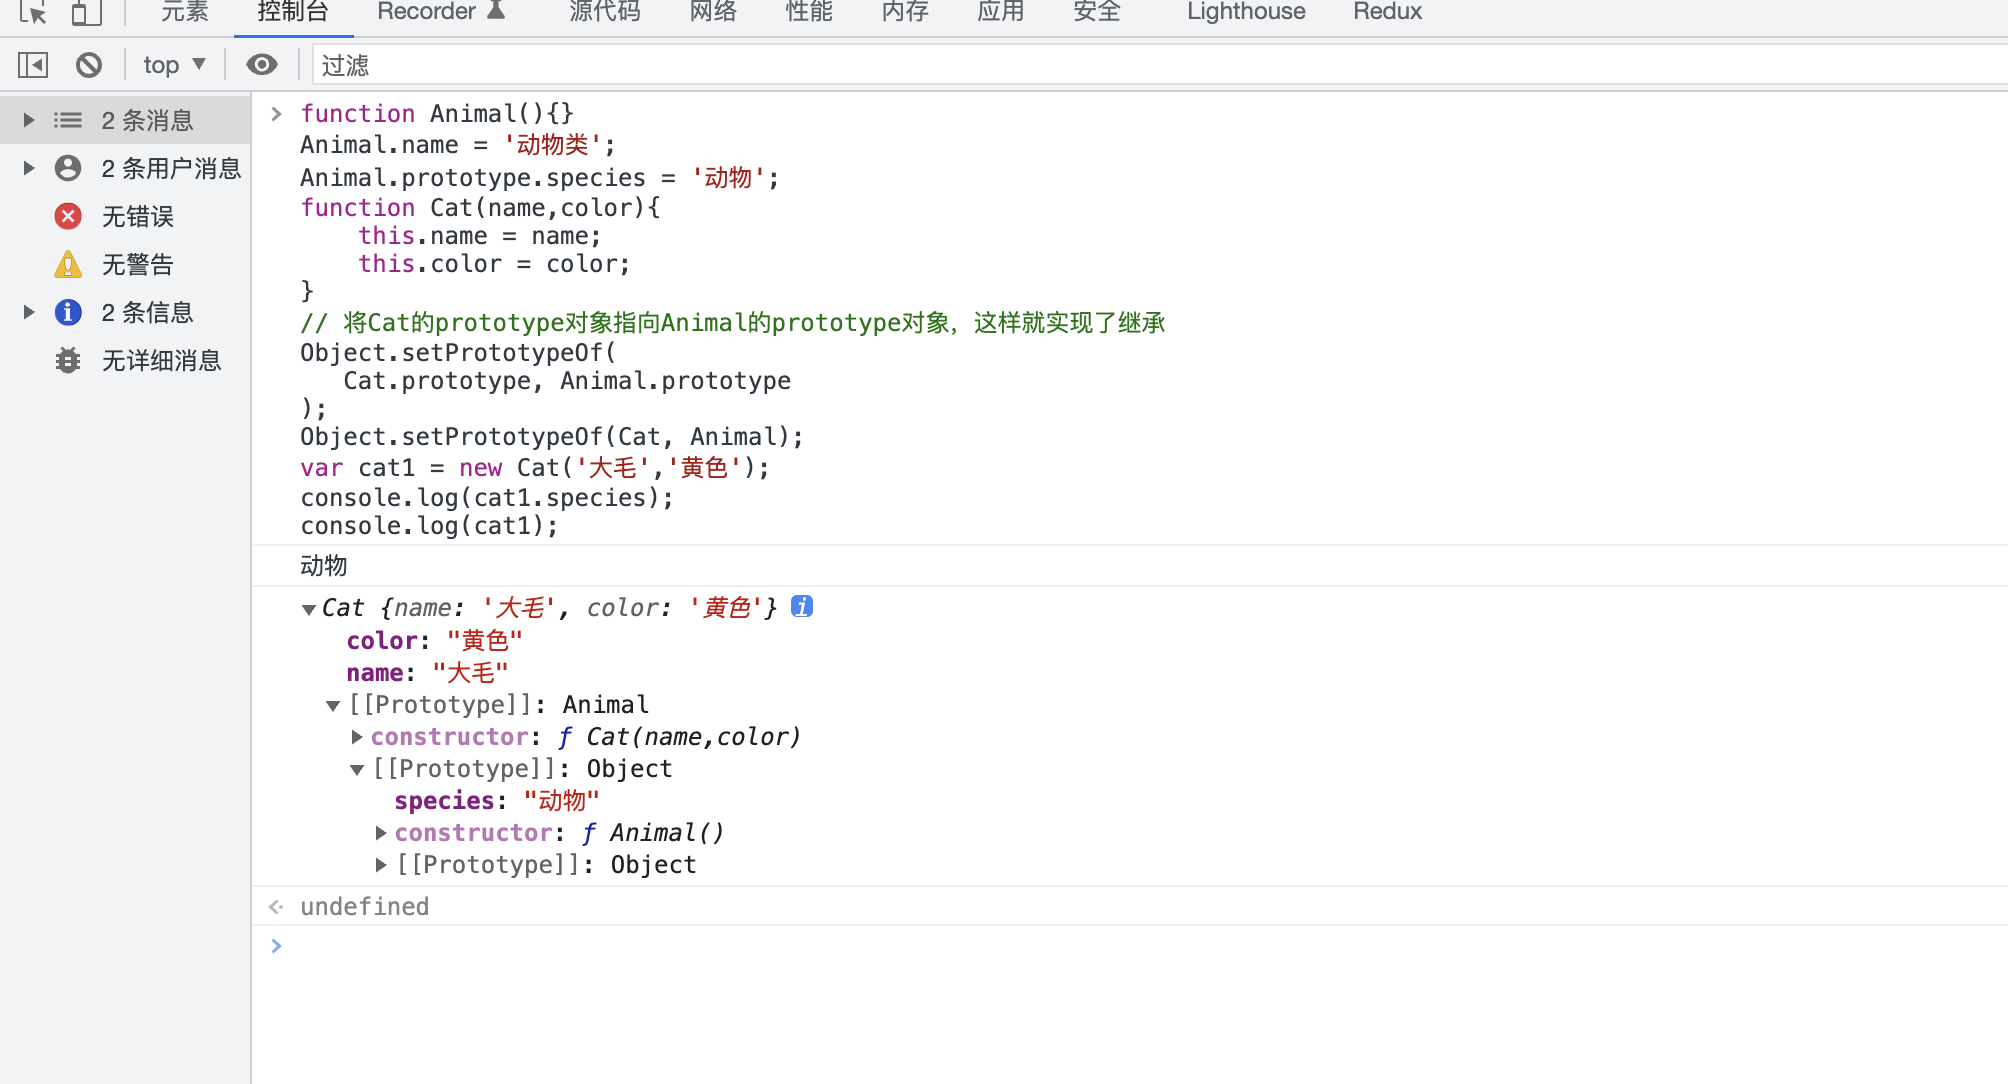 元素 控制台 Recorder 源代码 网络 性能 内存 应用 安全 Lighthouse Redux
top ▼ 过滤
2 条消息
2 条用户消息
无错误
无警告
2 条信息
无详细消息
function Animal(){}
Animal.name = '动物类';
Animal.prototype.species = '动物';
function Cat(name,color){
    this.name = name;
    this.color = color;
}
// 将Cat的prototype对象指向Animal的prototype对象，这样就实现了继承
Object.setPrototypeOf(
   Cat.prototype, Animal.prototype
);
Object.setPrototypeOf(Cat, Animal);
var cat1 = new Cat('大毛','黄色');
console.log(cat1.species);
console.log(cat1);
动物
Cat {name: '大毛', color: '黄色'} i
color: "黄色"
name: "大毛"
[[Prototype]]: Animal
constructor: ƒ Cat(name,color)
[[Prototype]]: Object
species: "动物"
constructor: ƒ Animal()
[[Prototype]]: Object
undefined